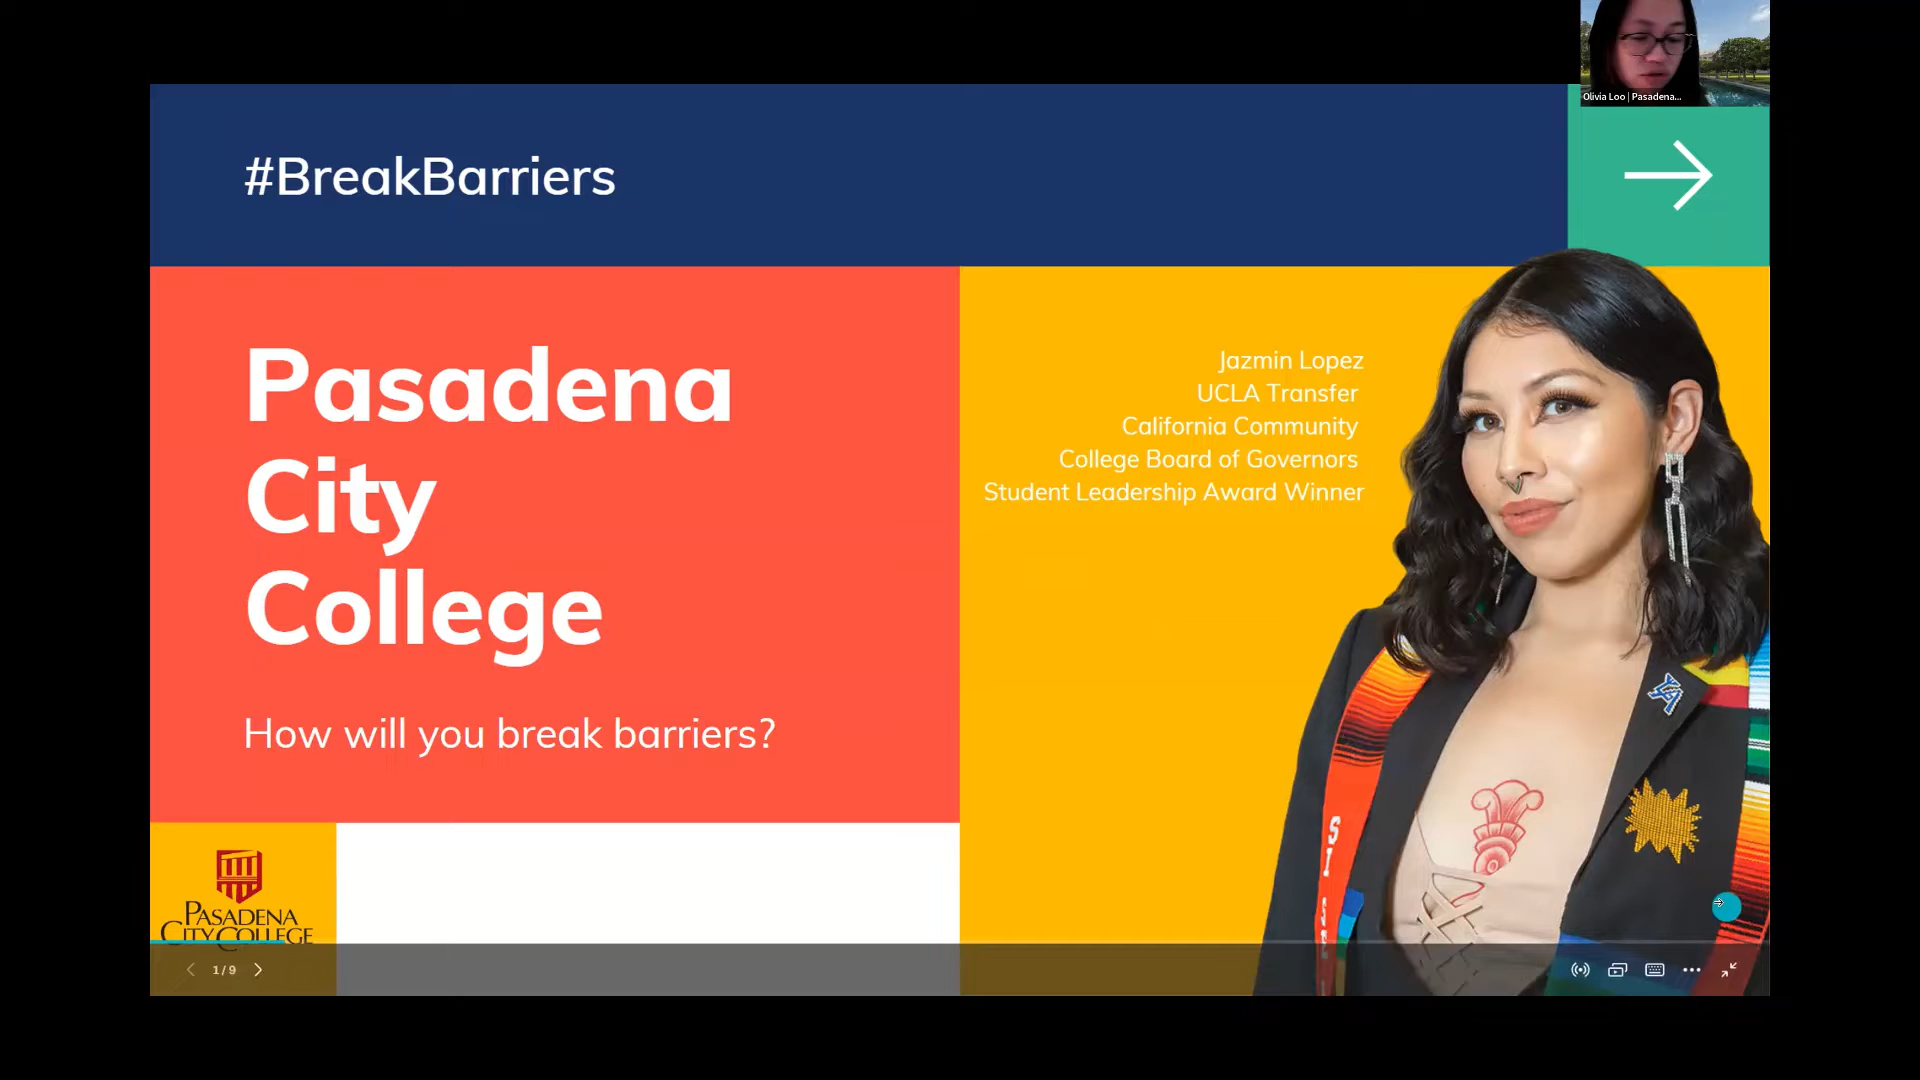 Olivia Loo | Pasadena...
#BreakBarriers
Pasadena
City
College
How will you break barriers?
Jazmin Lopez
UCLA Transfer
California Community
College Board of Governors
Student Leadership Award Winner
PASADENA
CITY COLLEGE
1/9